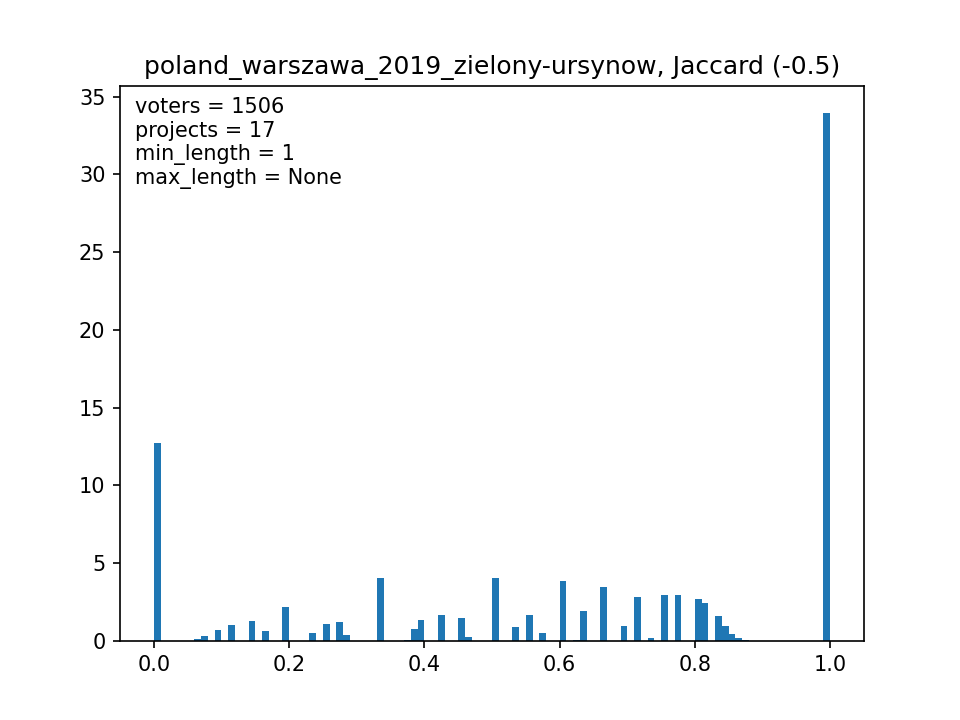 poland_warszawa_2019_zielony-ursynow, Jaccard (-0.5)
35
voters = 1506
projects = 17
min_length = 1
30
max_length = None
25
20
15
10
5
0
0.0 0.2 0.4 0.6 0.8 1.0